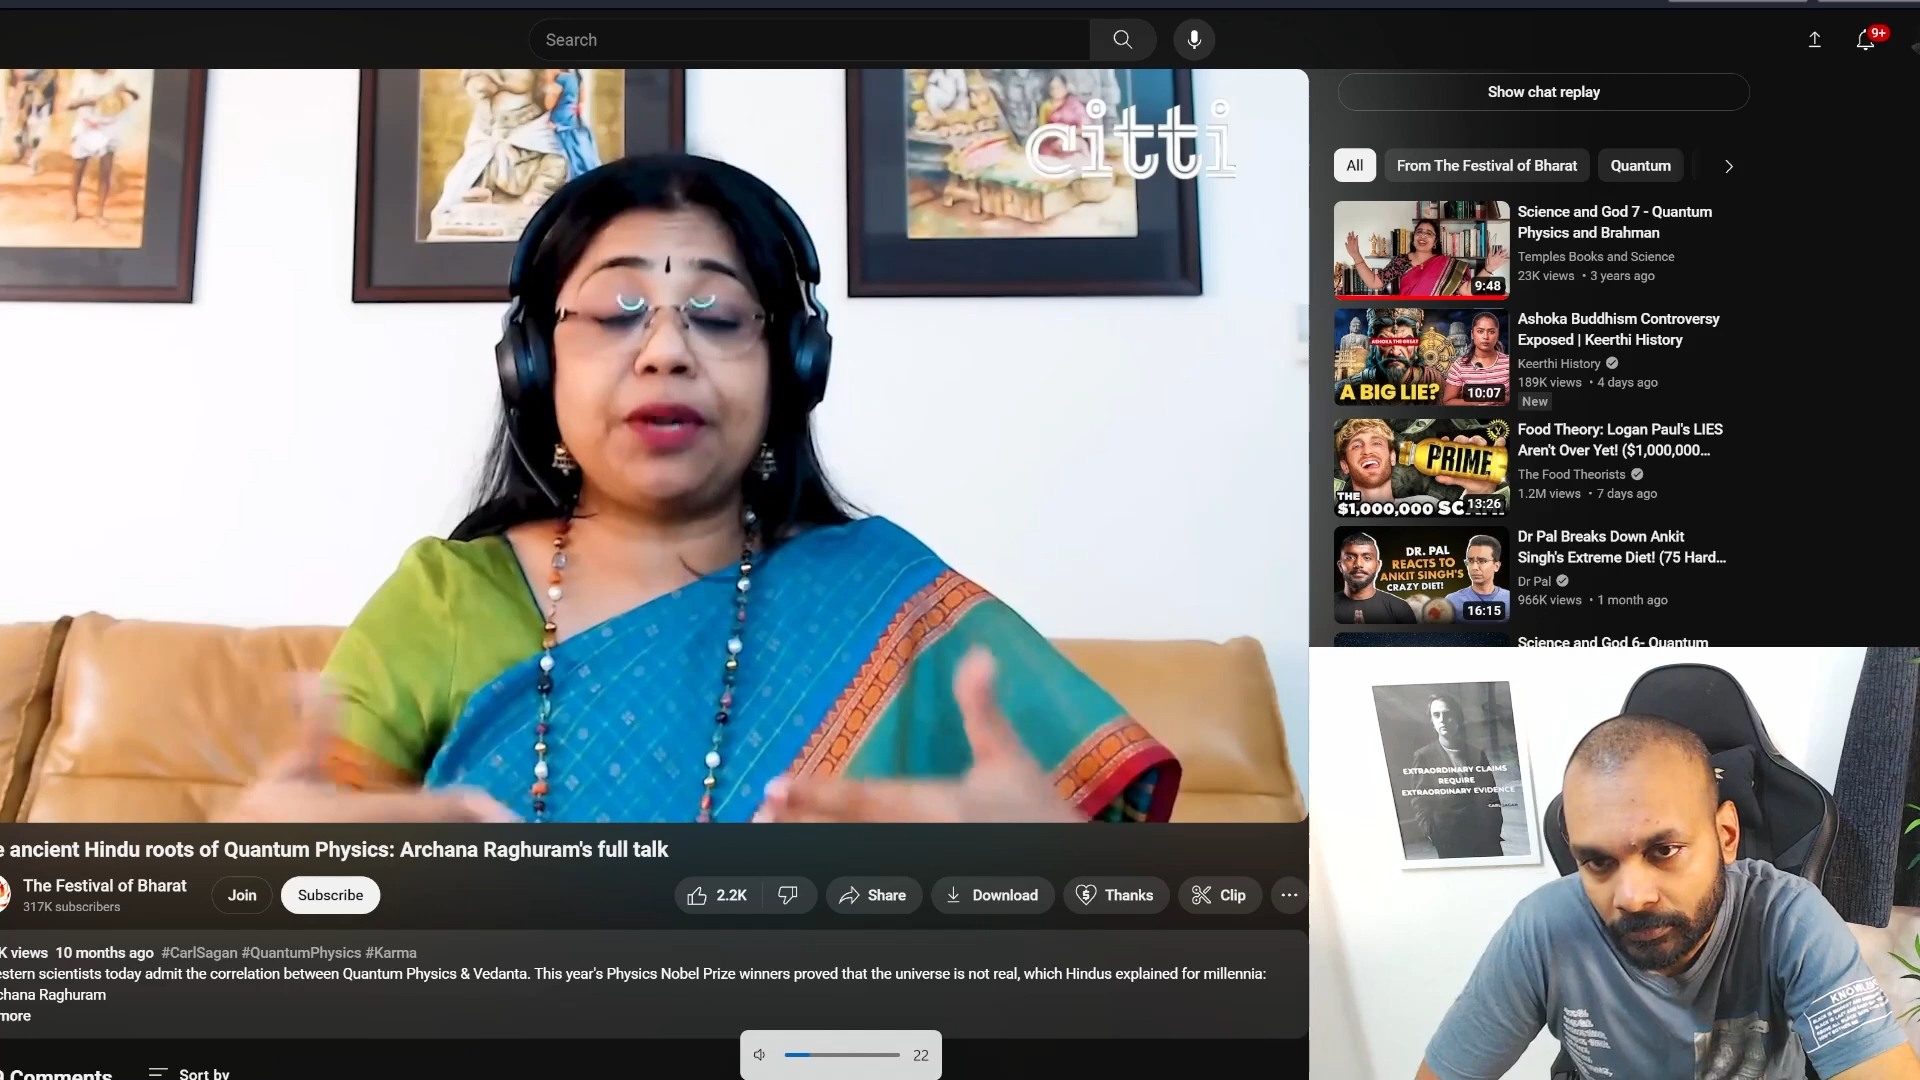 Search
9+
citti
Show chat replay
All
From The Festival of Bharat
Quantum
Science and God 7 - Quantum
Physics and Brahman
Temples Books and Science
23K views • 3 years ago
9:48
Ashoka Buddhism Controversy
Exposed | Keerthi History
Keerthi History
189K views • 4 days ago
New
ASHOKA THE GREAT
A BIG LIE?
10:07
Food Theory: Logan Paul's LIES
Aren't Over Yet! ($1,000,000...
The Food Theorists
1.2M views • 7 days ago
PRIME
THE
$1,000,000 SC
13:26
Dr Pal Breaks Down Ankit
Singh's Extreme Diet! (75 Hard...
Dr Pal
966K views • 1 month ago
DR. PAL
REACTS TO
ANKIT SINGH'S
CRAZY DIET!
16:15
Science and God 6- Quantum
EXTRAORDINARY CLAIMS
REQUIRE
EXTRAORDINARY EVIDENCE
CARL SAGAN
e ancient Hindu roots of Quantum Physics: Archana Raghuram's full talk
The Festival of Bharat
317K subscribers
Join
Subscribe
2.2K
Share
Download
Thanks
Clip
K views 10 months ago #CarlSagan #QuantumPhysics #Karma
estern scientists today admit the correlation between Quantum Physics & Vedanta. This year's Physics Nobel Prize winners proved that the universe is not real, which Hindus explained for millennia:
chana Raghuram
more
22
Comments
Sort by